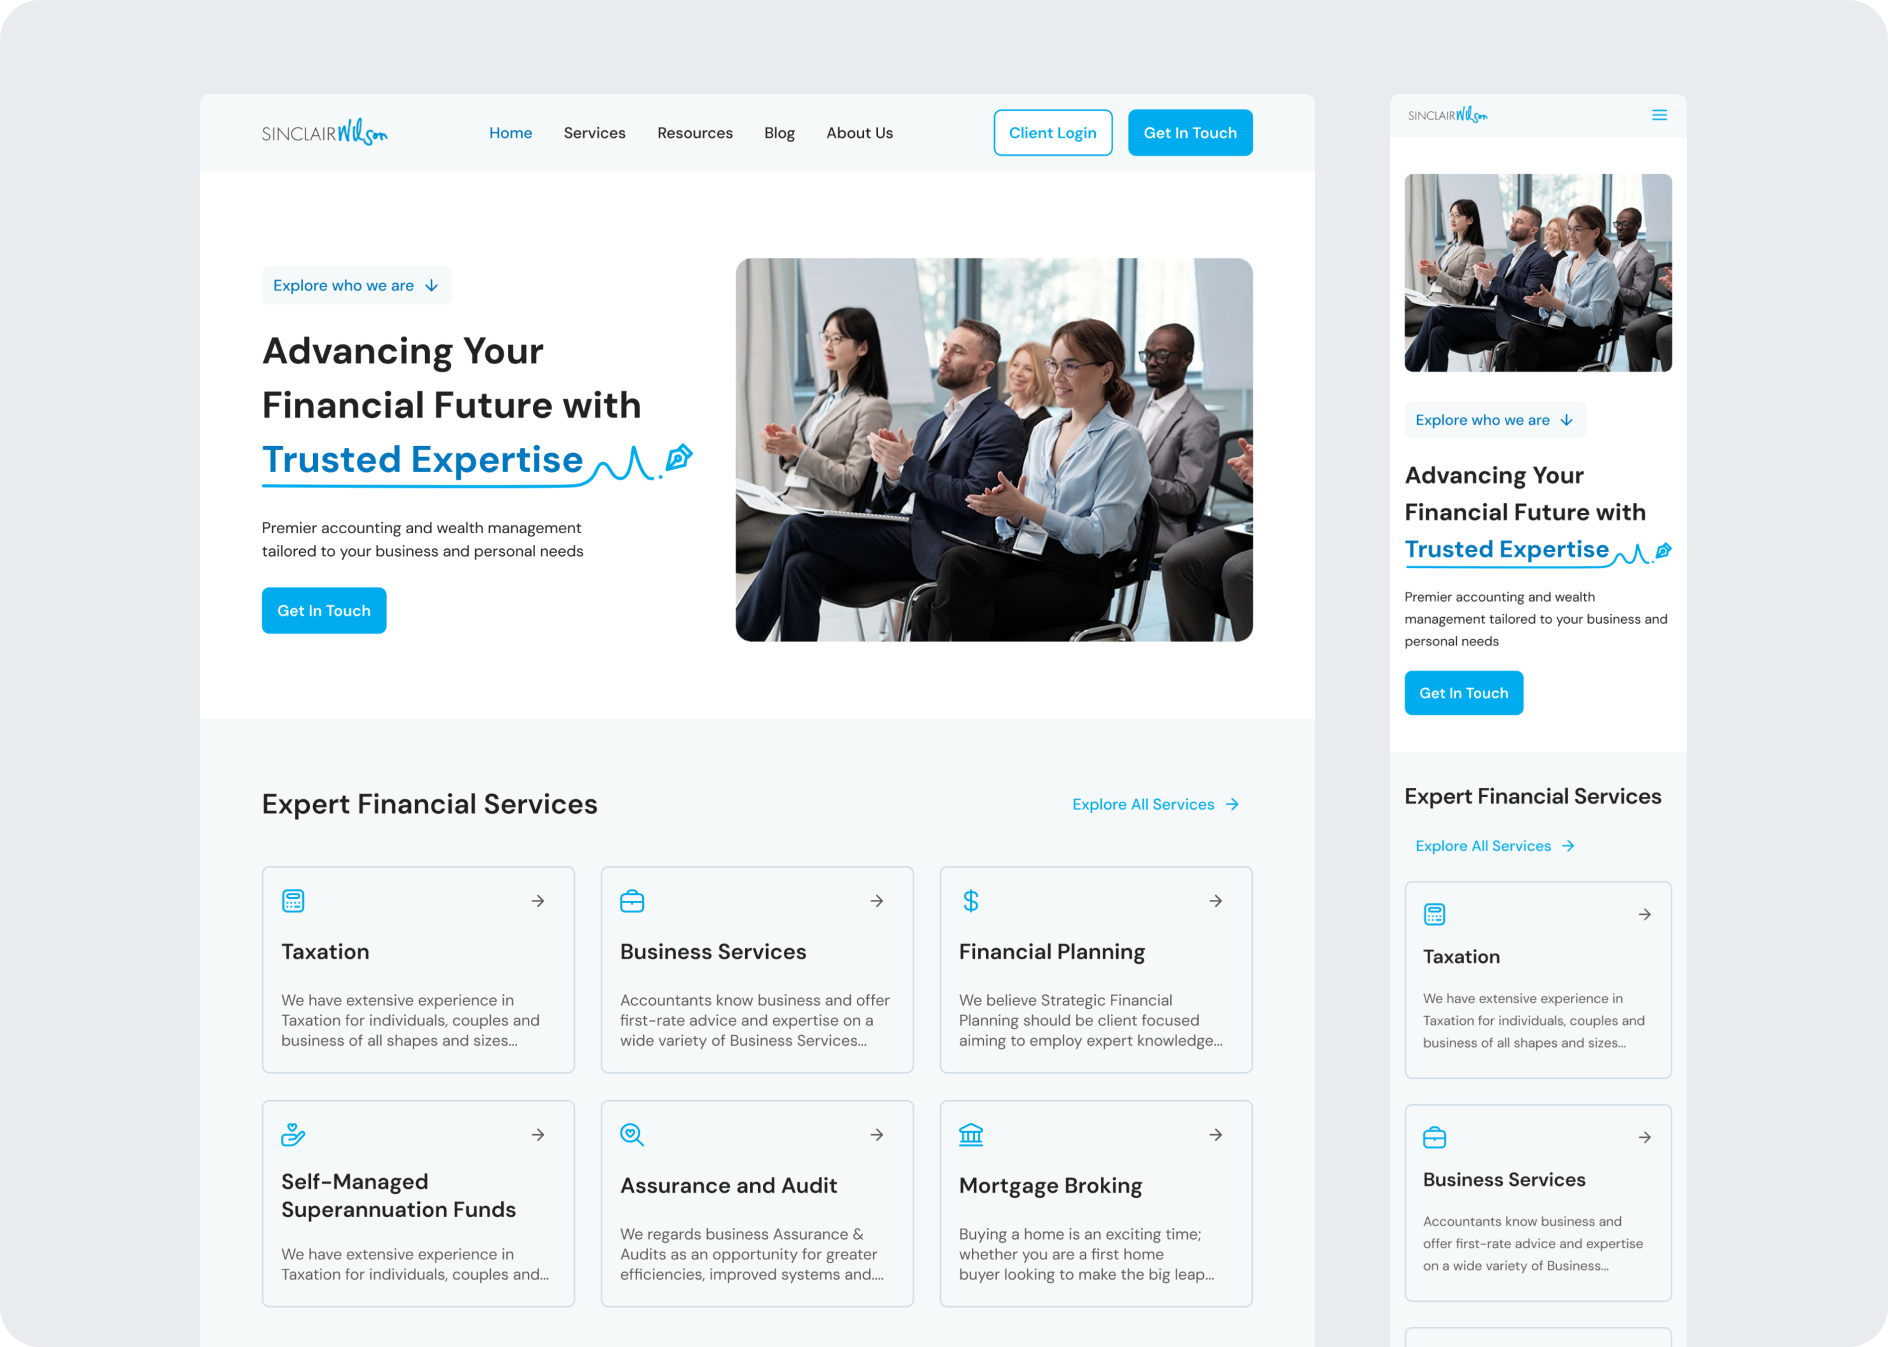 SINCLAIR Wilson
Home
Services
Resources
Blog
About Us
Client Login
Get In Touch
Explore who we are
Advancing Your
Financial Future with
Trusted Expertise
Premier accounting and wealth management
tailored to your business and personal needs
Get In Touch
Expert Financial Services
Explore All Services
Taxation
We have extensive experience in
Taxation for individuals, couples and
business of all shapes and sizes...
Business Services
Accountants know business and offer
first-rate advice and expertise on a
wide variety of Business Services...
Financial Planning
We believe Strategic Financial
Planning should be client focused
aiming to employ expert knowledge...
Self-Managed
Superannuation Funds
We have extensive experience in
Taxation for individuals, couples and...
Assurance and Audit
We regards business Assurance &
Audits as an opportunity for greater
efficiencies, improved systems and....
Mortgage Broking
Buying a home is an exciting time;
whether you are a first home
buyer looking to make the big leap...
SINCLAIR Wilson
Explore who we are
Advancing Your
Financial Future with
Trusted Expertise
Premier accounting and wealth
management tailored to your business and
personal needs
Get In Touch
Expert Financial Services
Explore All Services
Taxation
We have extensive experience in
Taxation for individuals, couples and
business of all shapes and sizes...
Business Services
Accountants know business and
offer first-rate advice and expertise
on a wide variety of Business...